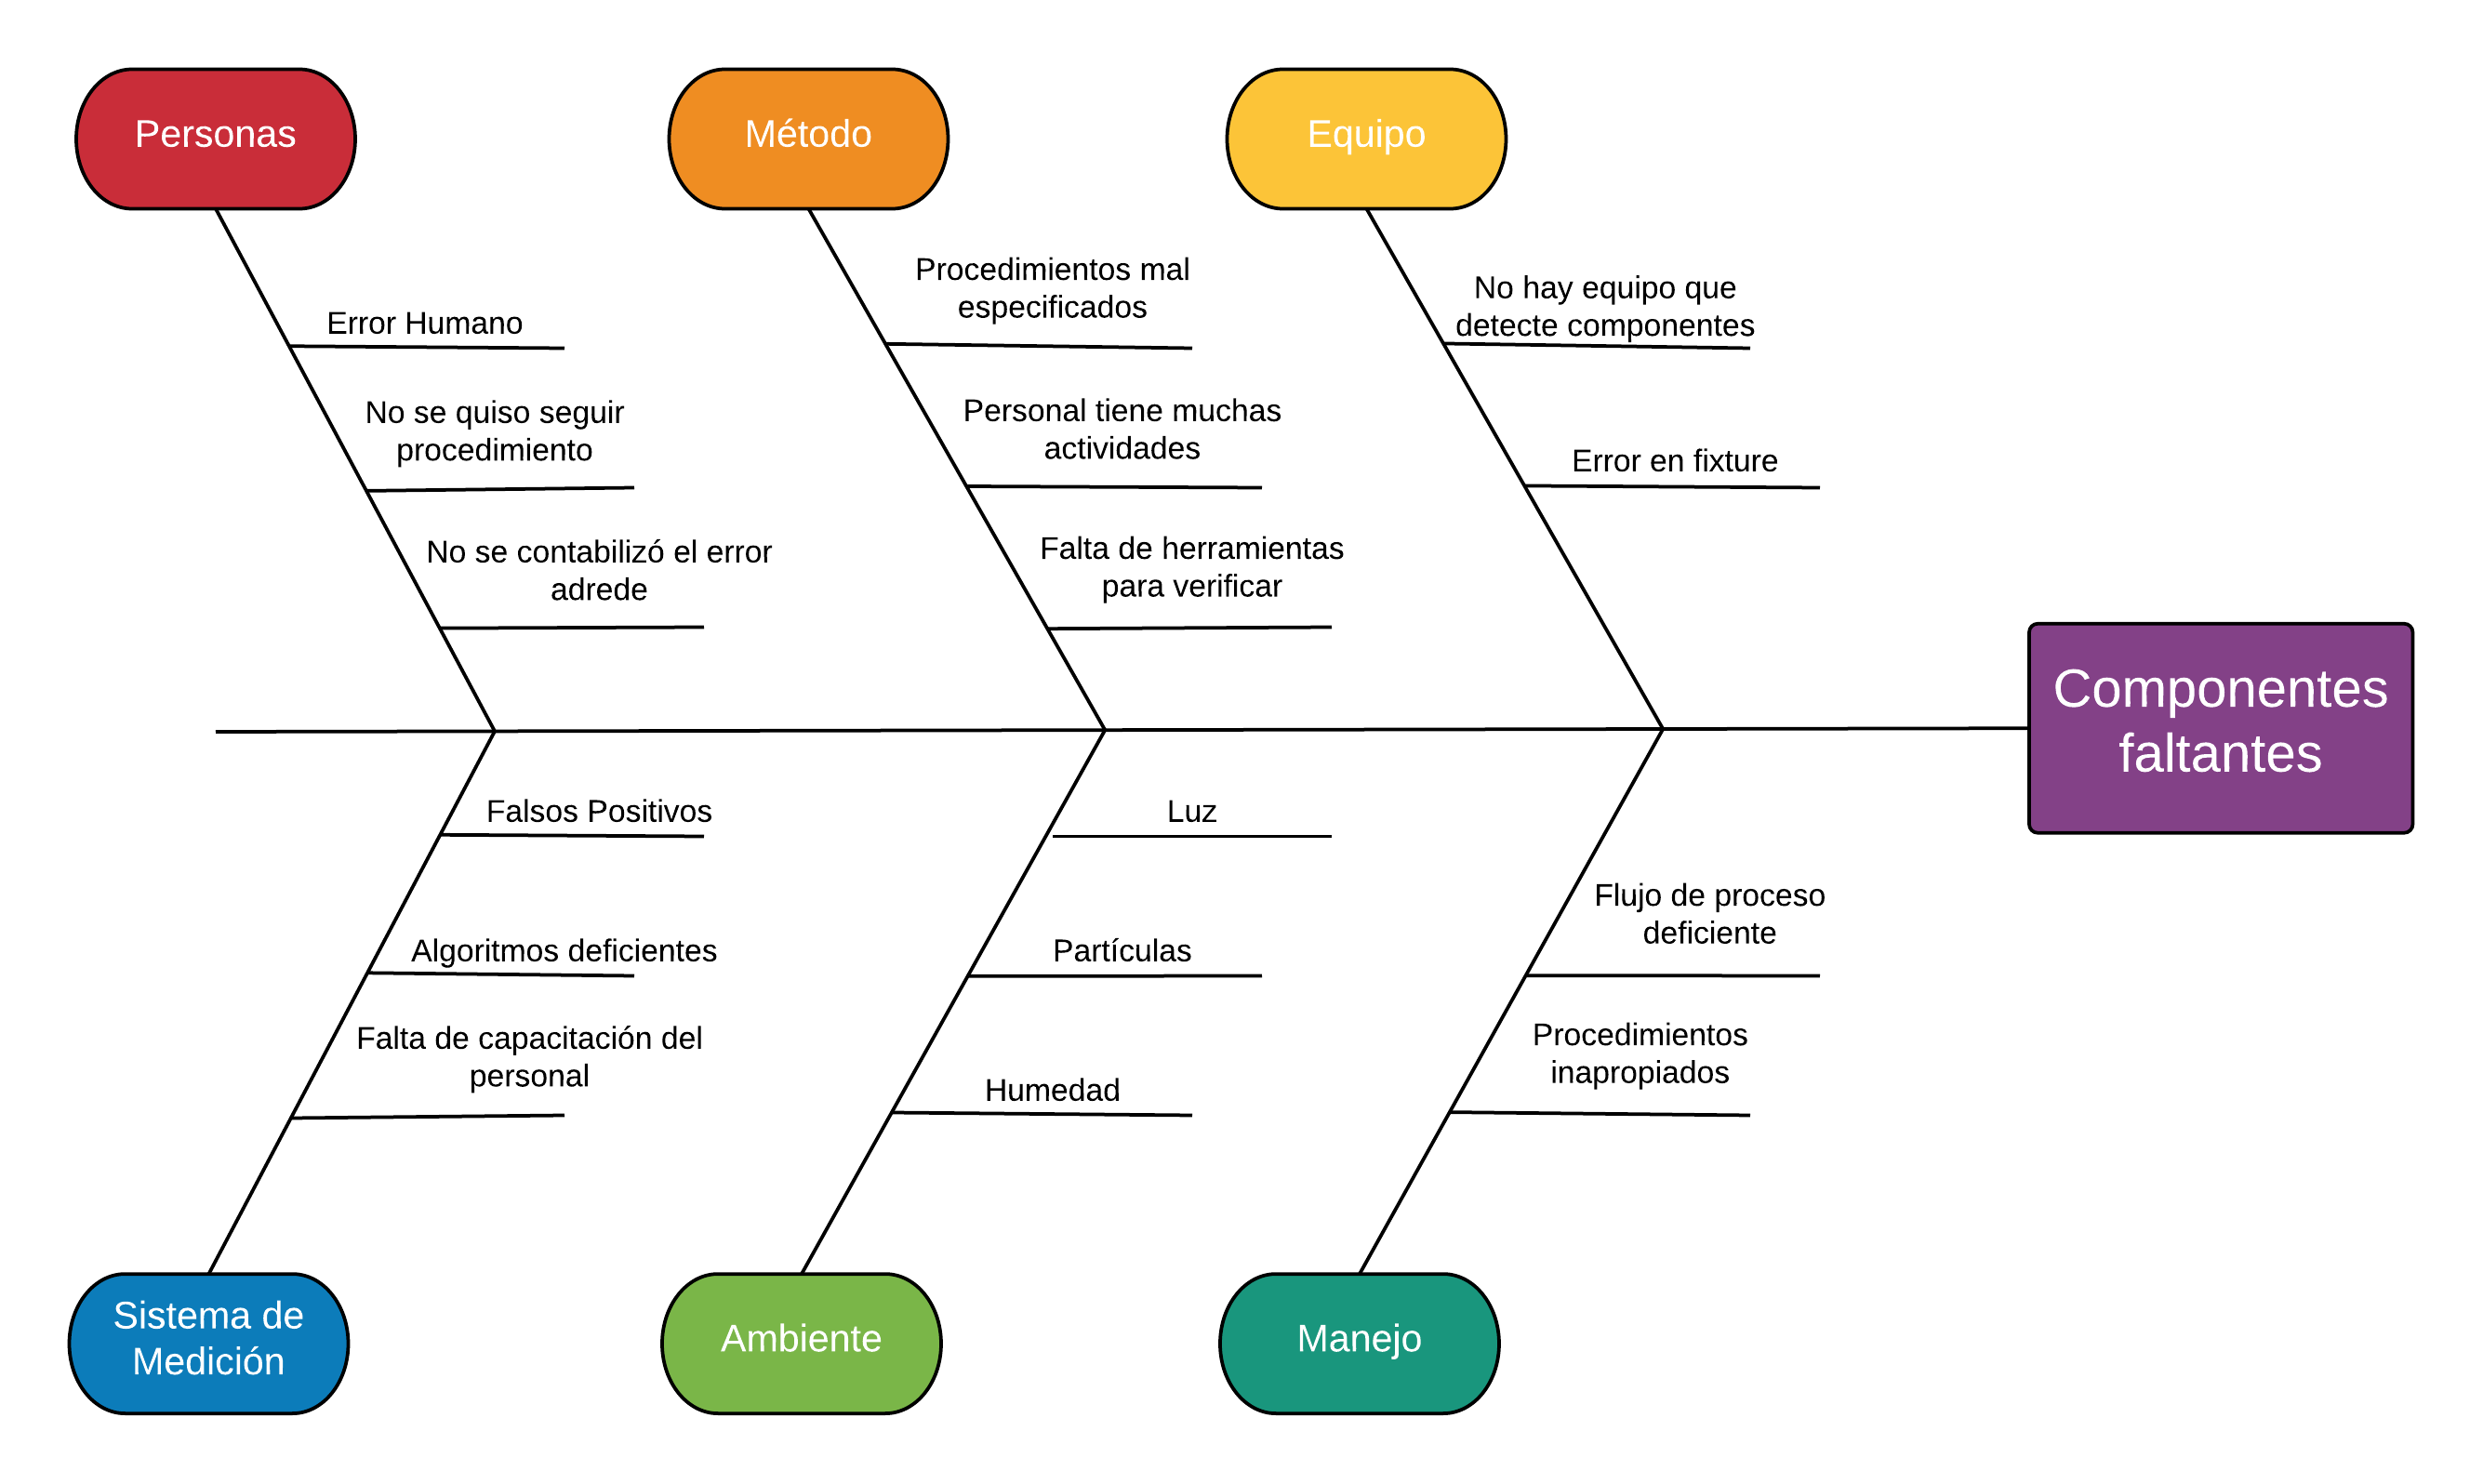 Personas
Método
Equipo
Procedimientos mal
especificados
No hay equipo que
detecte componentes
Error Humano
No se quiso seguir
procedimiento
Personal tiene muchas
actividades
Error en fixture
No se contabilizó el error
adrede
Falta de herramientas
para verificar
Componentes
faltantes
Falsos Positivos
Luz
Flujo de proceso
deficiente
Algoritmos deficientes
Partículas
Falta de capacitación del
personal
Humedad
Procedimientos
inapropiados
Sistema de
Medición
Ambiente
Manejo